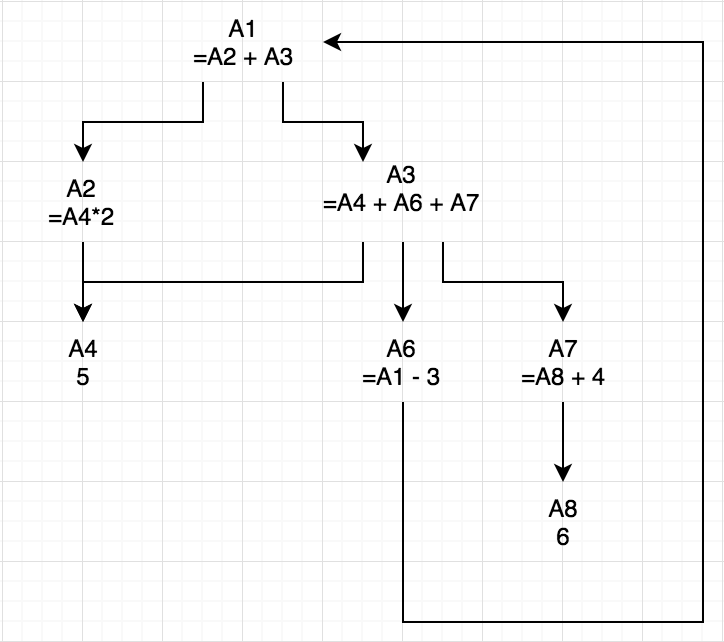 A1
=A2 + A3
A2
=A4*2
A3
=A4 + A6 + A7
A4
5
A6
=A1 - 3
A7
=A8 + 4
A8
6